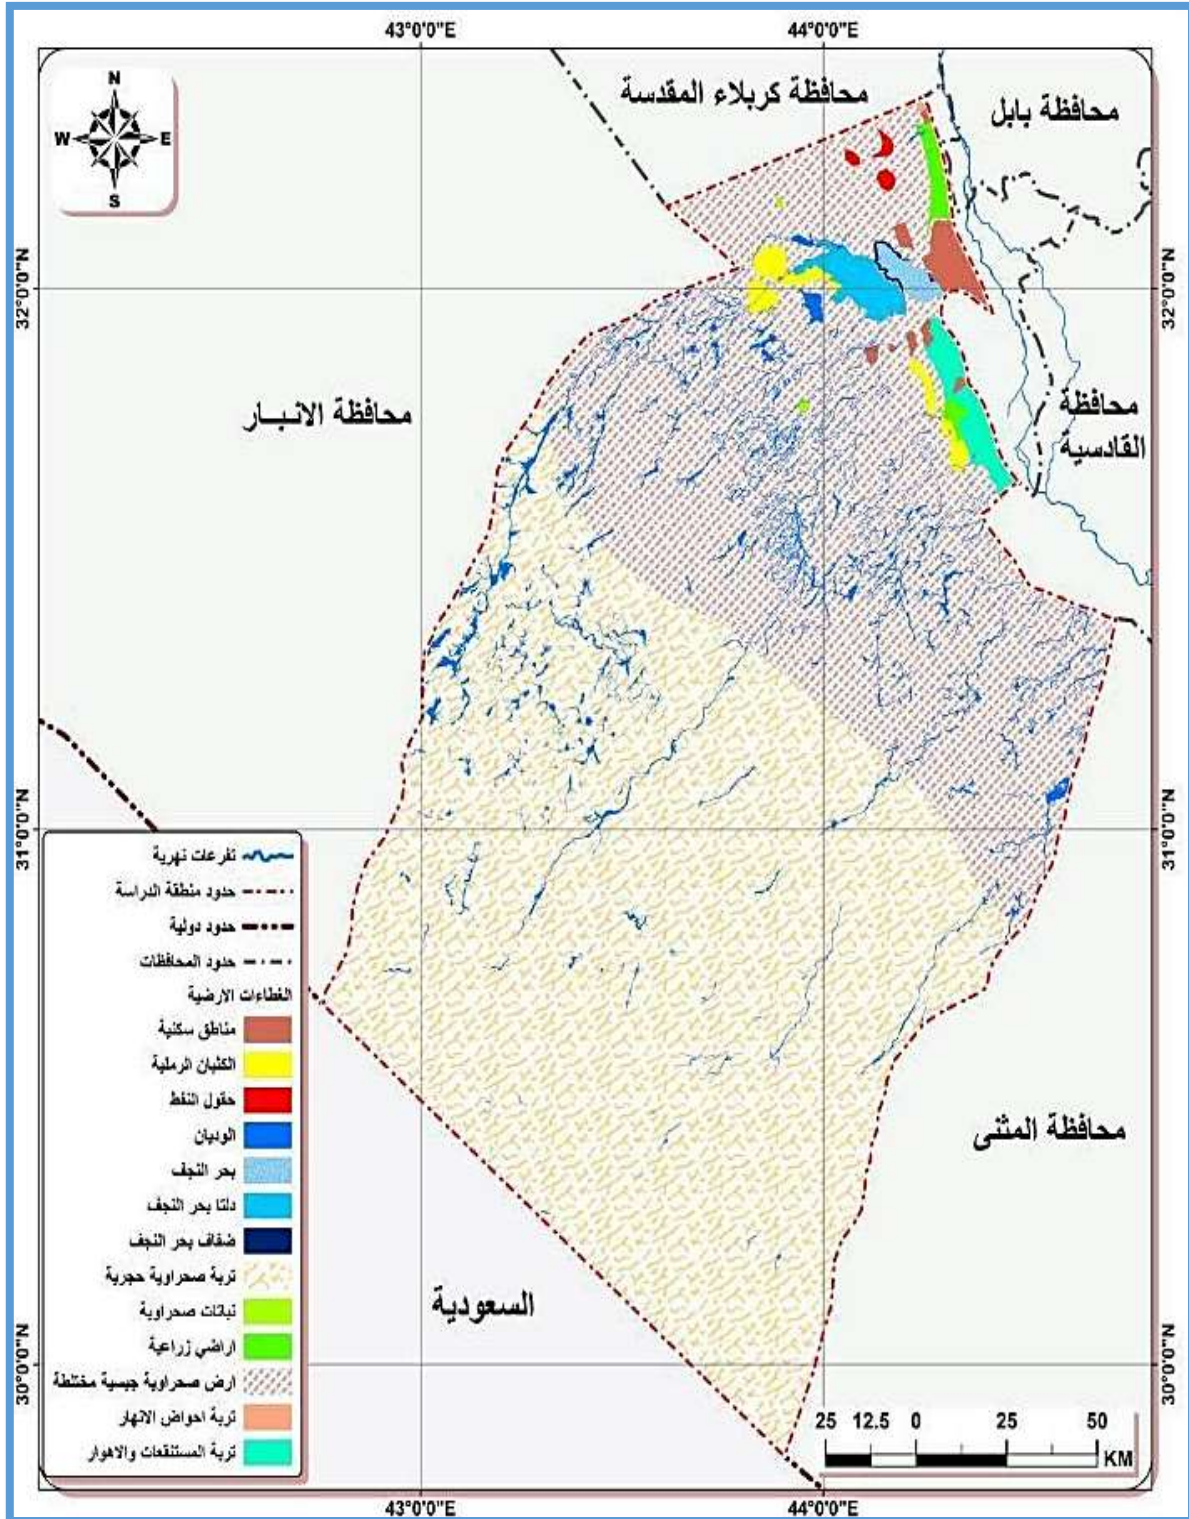 43°0'0"E
44°0'0"E
N
W
E
S
محافظة كربلاء المقدسة
محافظة بابل
32°0'0"N
32°0'0"N
محافظة الانبار
محافظة
القادسية
31°0'0"N
31°0'0"N
تفرعات نهرية
حدود منطقة الدراسة
حدود دولية
حدود المحافظات
الغطاءات الارضية
مناطق سكنية
الكثبان الرملية
حقول النفط
الوديان
بحر النجف
دلتا بحر النجف
ضفاف بحر النجف
تربة صحراوية حجرية
نباتات صحراوية
اراضي زراعية
ارض صحراوية جبسية مختلطة
تربة احواض الانهار
تربة المستنقعات والاهوار
محافظة المثنى
السعودية
30°0'0"N
30°0'0"N
25 12.5 0 25 50
KM
43°0'0"E
44°0'0"E